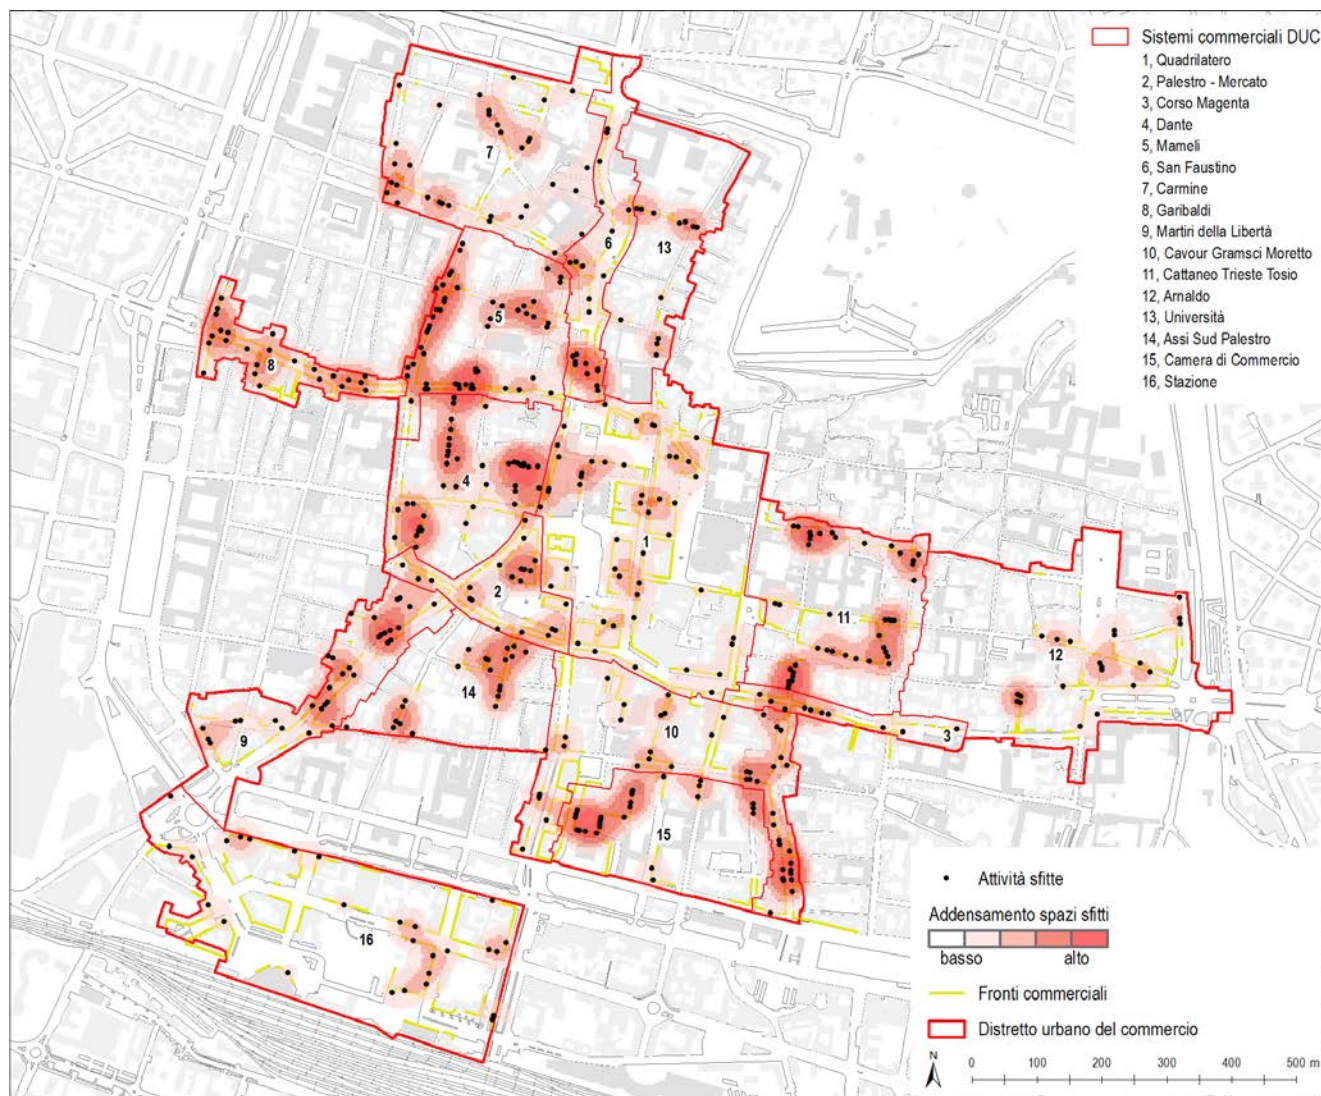 Sistemi commerciali DUC
1, Quadrilatero
2, Palestro - Mercato
3, Corso Magenta
4, Dante
5, Mameli
6, San Faustino
7, Carmine
8, Garibaldi
9, Martiri della Libertà
10, Cavour Gramsci Moretto
11, Cattaneo Trieste Tosio
12, Arnaldo
13, Università
14, Assi Sud Palestro
15, Camera di Commercio
16, Stazione
7
6
13
5
8
4
1
2
11
12
14
10
9
3
15
16
Attività sfitte
Addensamento spazi sfitti
basso alto
Fronti commerciali
Distretto urbano del commercio
N
0 100 200 300 400 500 m